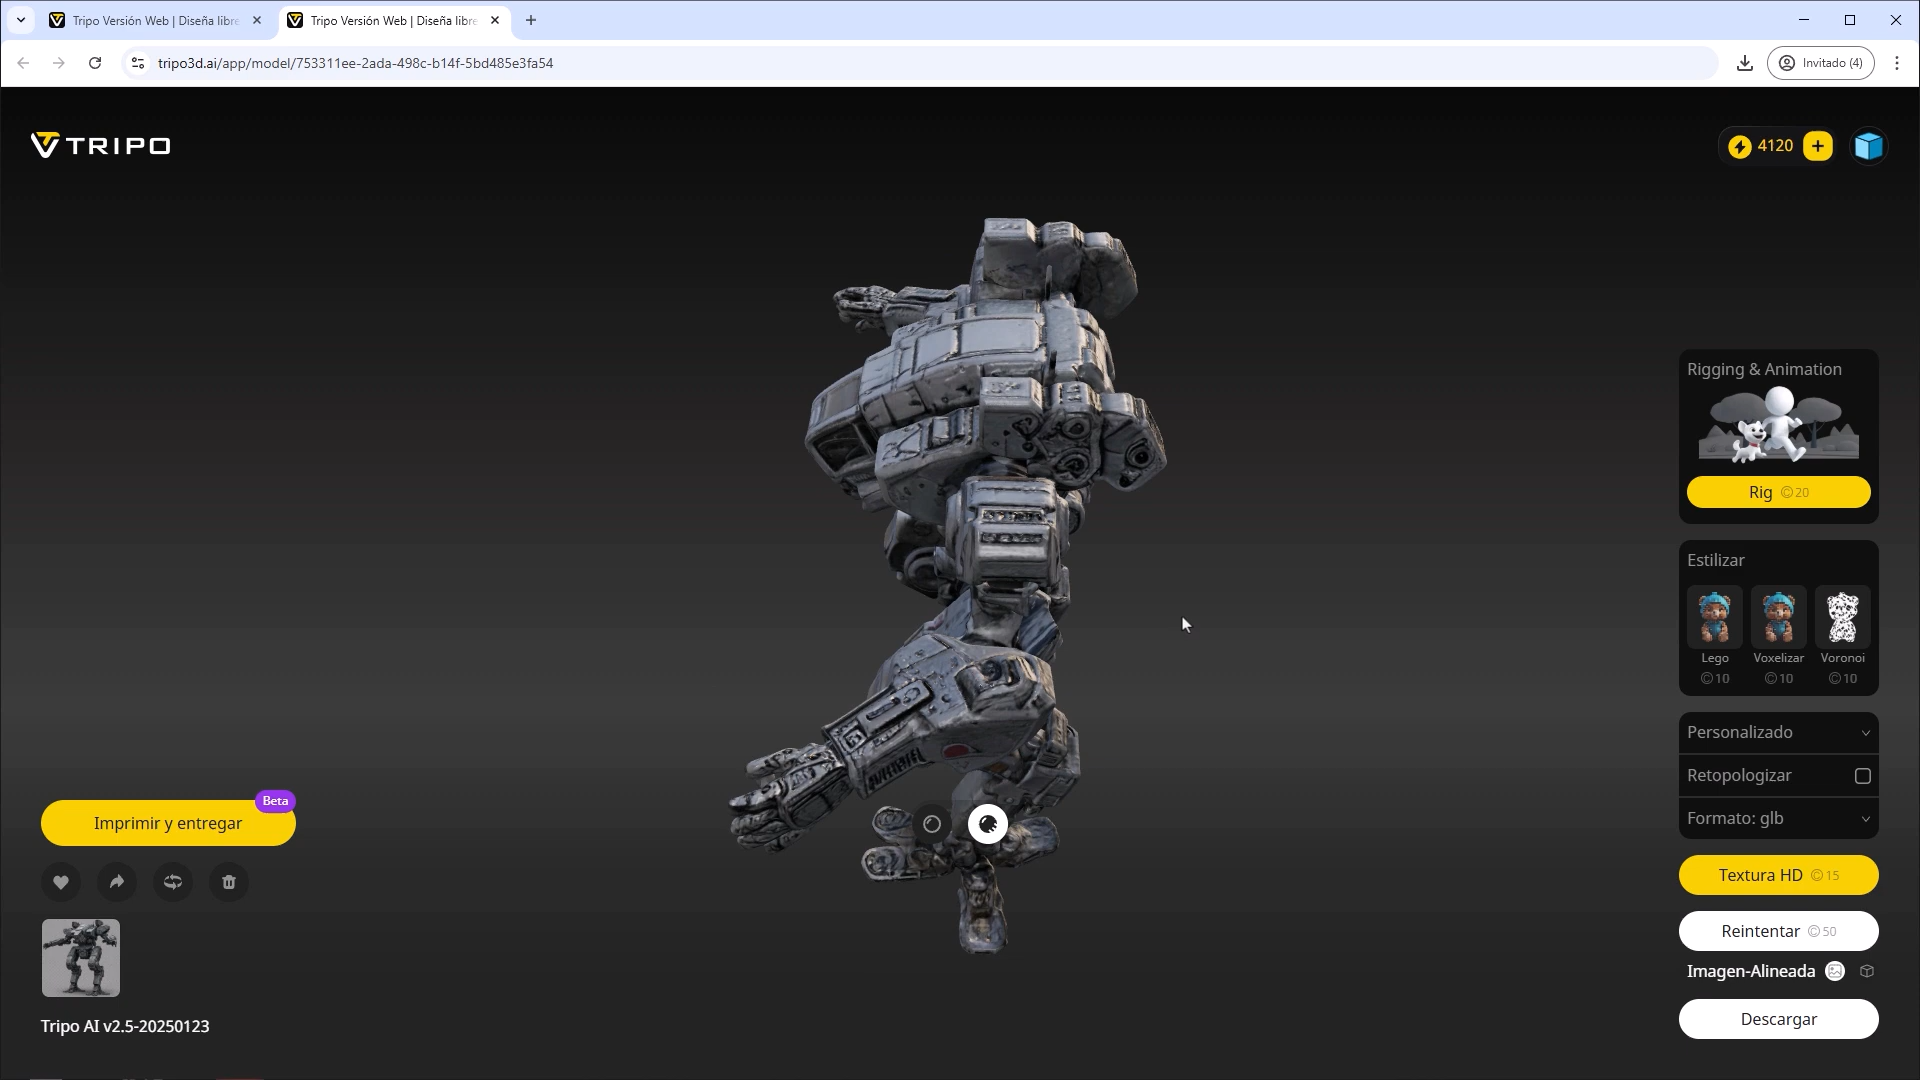 Tripo Versión Web | Diseña libre
Tripo Versión Web | Diseña libre
tripo3d.ai/app/model/753311ee-2ada-498c-b14f-5bd485e3fa54
Invitado (4)
TRIPO
4120
Rigging & Animation
Rig 20
Estilizar
Lego Voxelizar Voronoi
10 10 10
Personalizado
Retopologizar
Formato: glb
Beta
Imprimir y entregar
Textura HD 15
Reintentar 50
Imagen-Alineada
Tripo AI v2.5-20250123
Descargar